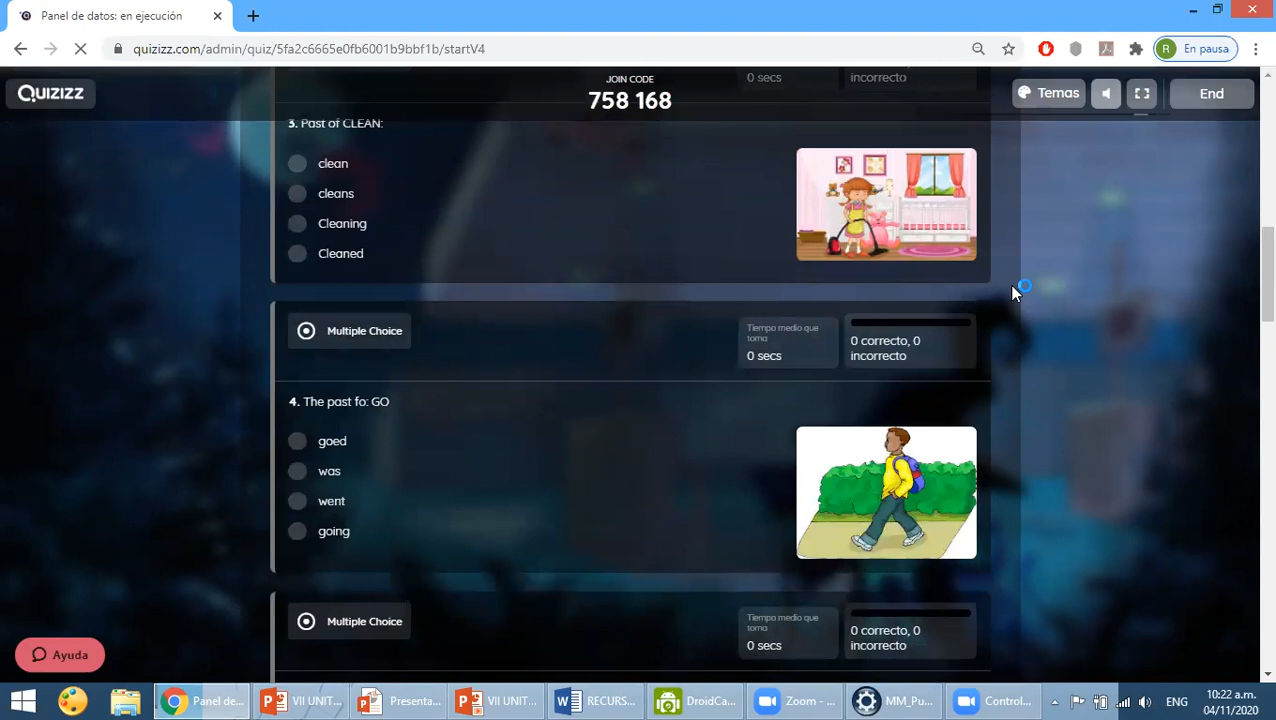 Panel de datos: en ejecución
quizizz.com/admin/quiz/5fa2c6665e0fb6001b9bbf1b/startV4
R En pausa
QUIZIZZ
JOIN CODE
758 168
Temas
End
0 secs
incorrecto
3. Past of CLEAN:
clean
cleans
Cleaning
Cleaned
Multiple Choice
Tiempo medio que
toma
0 secs
0 correcto, 0
incorrecto
4. The past fo: GO
goed
was
went
going
Multiple Choice
Tiempo medio que
toma
0 secs
0 correcto, 0
incorrecto
Ayuda
Panel de...
VII UNIT...
Presenta...
VII UNIT...
RECURS...
DroidCa...
Zoom - ...
MM_Pu...
Control...
ENG
10:22 a.m.
04/11/2020